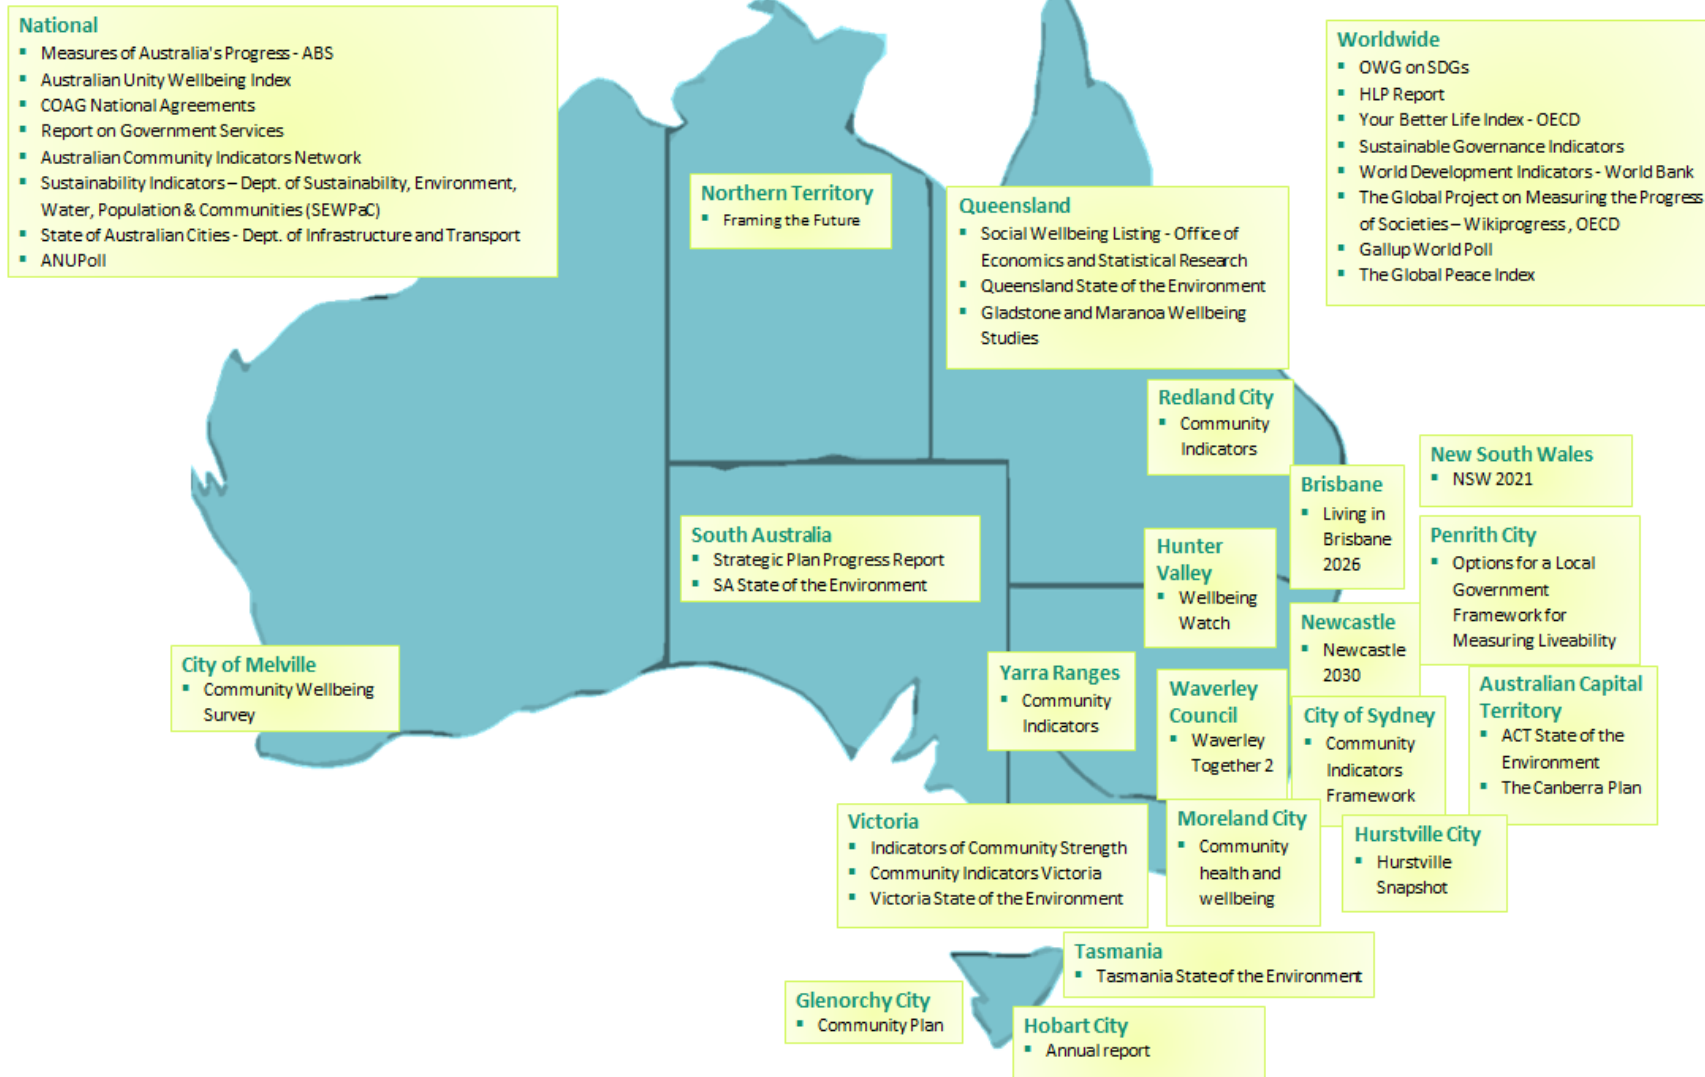 National
▪ Measures of Australia's Progress - ABS
▪ Australian Unity Wellbeing Index
▪ COAG National Agreements
▪ Report on Government Services
▪ Australian Community Indicators Network
▪ Sustainability Indicators – Dept. of Sustainability, Environment,
Water, Population & Communities (SEWPaC)
▪ State of Australian Cities - Dept. of Infrastructure and Transport
▪ ANUPoll
Worldwide
▪ OWG on SDGs
▪ HLP Report
▪ Your Better Life Index - OECD
▪ Sustainable Governance Indicators
▪ World Development Indicators - World Bank
▪ The Global Project on Measuring the Progress
of Societies – Wikiprogress, OECD
▪ Gallup World Poll
▪ The Global Peace Index
Northern Territory
▪ Framing the Future
Queensland
▪ Social Wellbeing Listing - Office of
Economics and Statistical Research
▪ Queensland State of the Environment
▪ Gladstone and Maranoa Wellbeing
Studies
Redland City
▪ Community
Indicators
New South Wales
▪ NSW 2021
Brisbane
▪ Living in
Brisbane
2026
South Australia
▪ Strategic Plan Progress Report
▪ SA State of the Environment
Hunter
Valley
▪ Wellbeing
Watch
Penrith City
▪ Options for a Local
Government
Framework for
Measuring Liveability
Newcastle
▪ Newcastle
2030
City of Melville
▪ Community Wellbeing
Survey
Yarra Ranges
▪ Community
Indicators
Waverley
Council
▪ Waverley
Together 2
City of Sydney
▪ Community
Indicators
Framework
Australian Capital
Territory
▪ ACT State of the
Environment
▪ The Canberra Plan
Victoria
▪ Indicators of Community Strength
▪ Community Indicators Victoria
▪ Victoria State of the Environment
Moreland City
▪ Community
health and
wellbeing
Hurstville City
▪ Hurstville
Snapshot
Tasmania
▪ Tasmania State of the Environment
Glenorchy City
▪ Community Plan
Hobart City
▪ Annual report